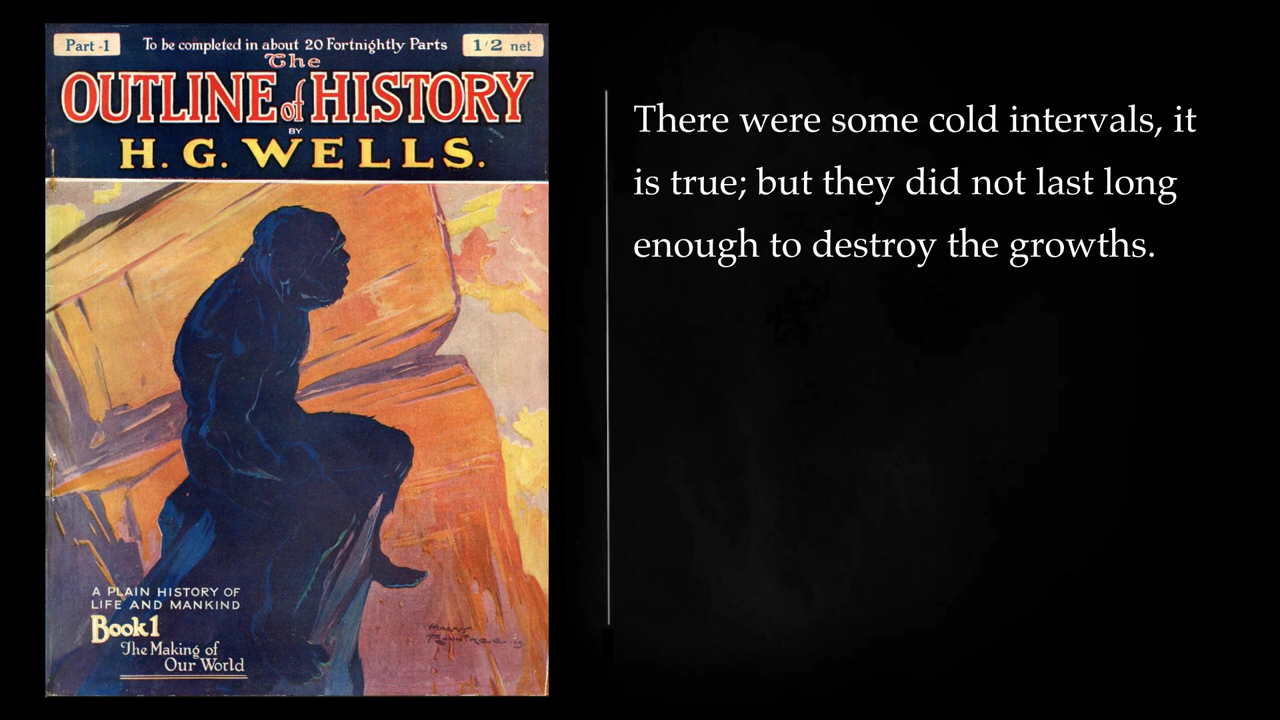 Part -1
To be completed in about 20 Fortnightly Parts
1/2 net
The
OUTLINE of HISTORY
BY
H. G. WELLS.
A PLAIN HISTORY OF
LIFE AND MANKIND
Book 1
The Making of
Our World
There were some cold intervals, it
is true; but they did not last long
enough to destroy the growths.